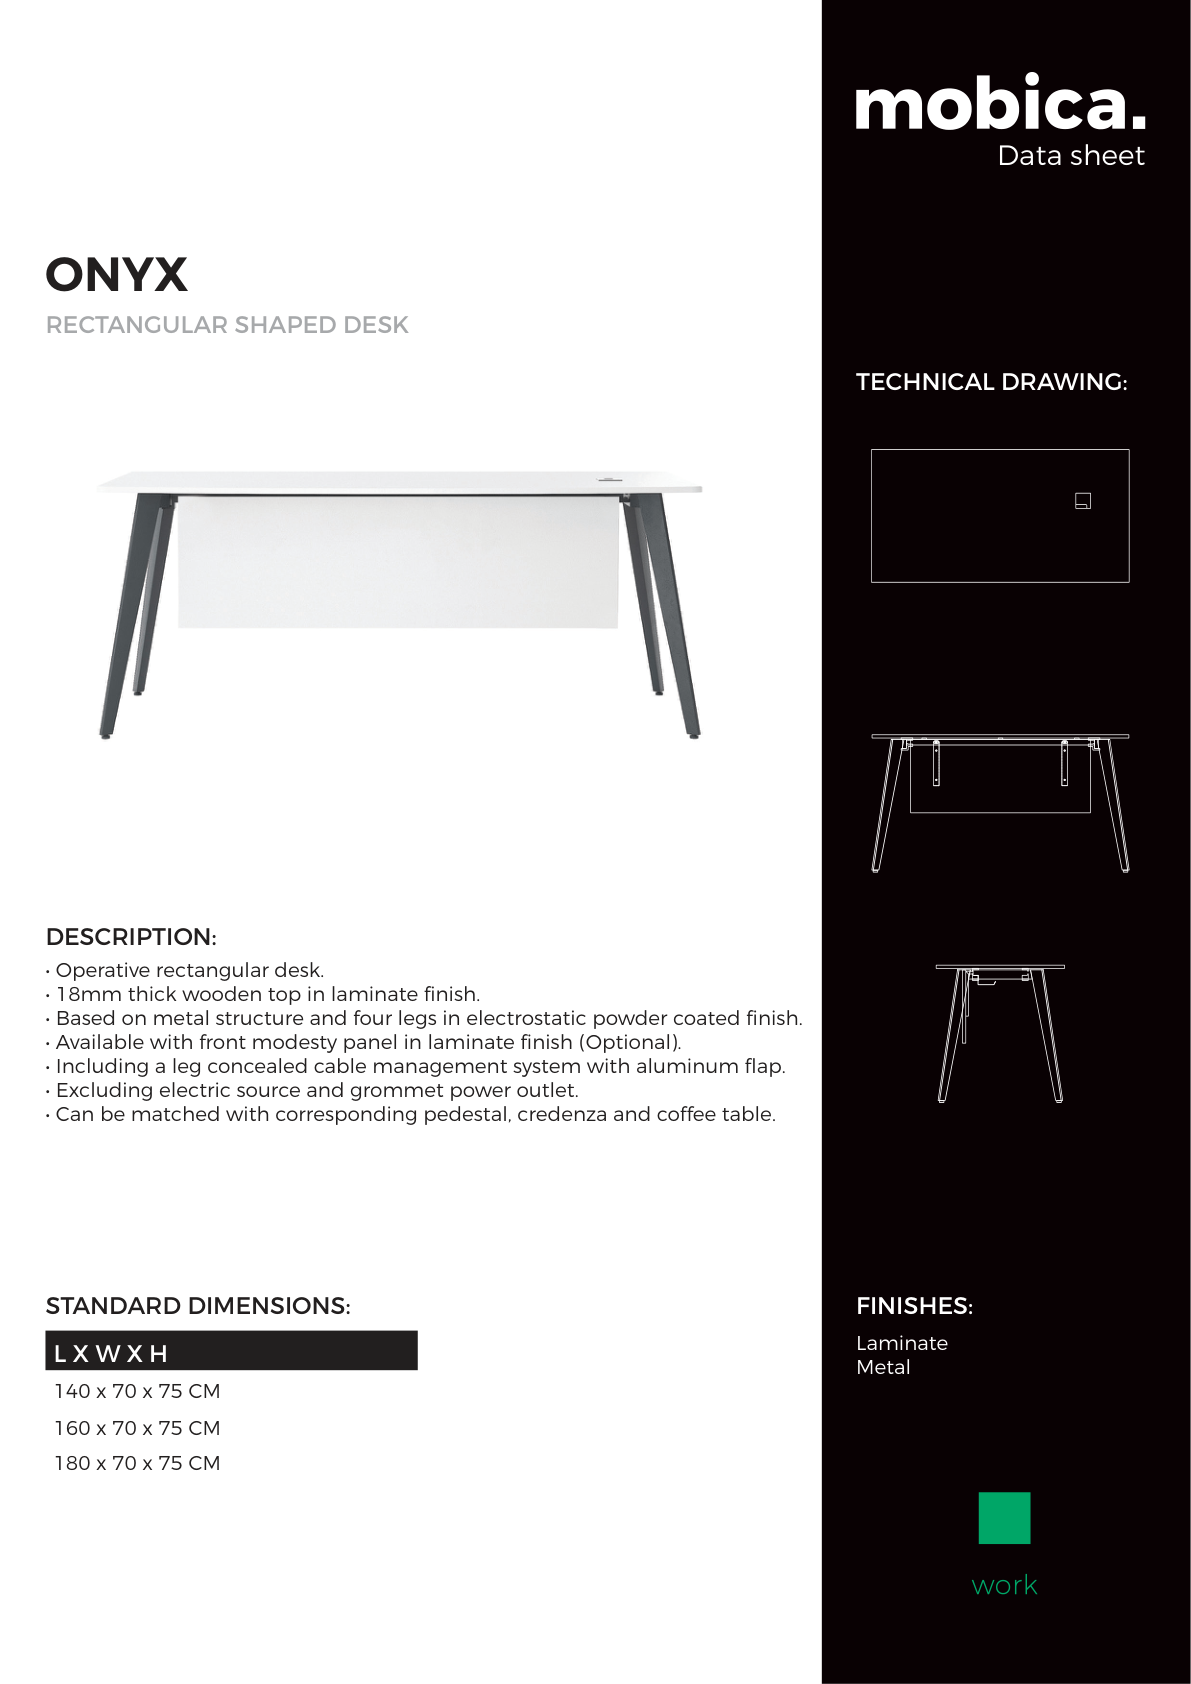 mobica.
Data sheet
ONYX
RECTANGULAR SHAPED DESK
TECHNICAL DRAWING:
DESCRIPTION:
• Operative rectangular desk.
• 18mm thick wooden top in laminate finish.
• Based on metal structure and four legs in electrostatic powder coated finish.
• Available with front modesty panel in laminate finish (Optional).
• Including a leg concealed cable management system with aluminum flap.
• Excluding electric source and grommet power outlet.
• Can be matched with corresponding pedestal, credenza and coffee table.
STANDARD DIMENSIONS:
L X W X H
140 x 70 x 75 CM
160 x 70 x 75 CM
180 x 70 x 75 CM
FINISHES:
Laminate
Metal
work